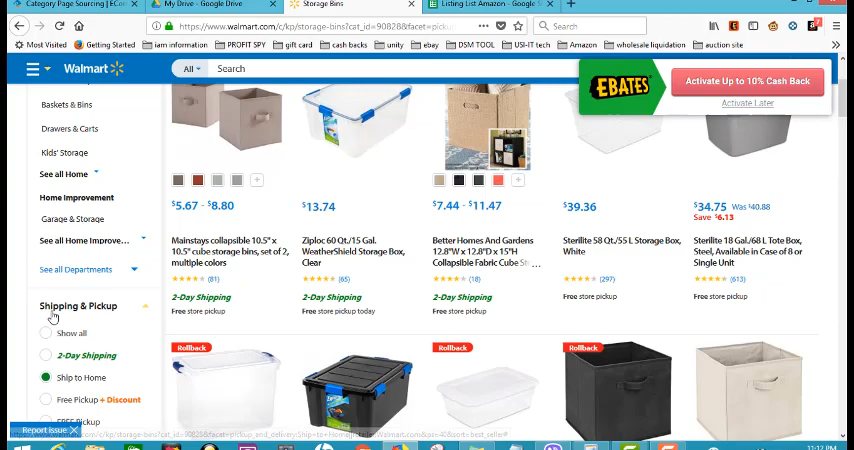 Category Page Sourcing | ECom
My Drive - Google Drive
Storage Bins
Listing List Amazon - Google S
https://www.walmart.com/c/kp/storage-bins?cat_id=90828&facet=picku
Search
Most Visited
Getting Started
iam information
PROFIT SPY
gift card
cash backs
unity
ebay
DSM TOOL
USI-IT tech
Amazon
wholesale liquidation
auction site
Walmart
All
Search
EBATES
Activate Up to 10% Cash Back
Activate Later
Baskets & Bins
Drawers & Carts
Kids' Storage
See all Home
Home Improvement
Garage & Storage
See all Home Improve...
See all Departments
Shipping & Pickup
Show all
2-Day Shipping
Ship to Home
Free Pickup + Discount
FREE Pickup
Report issue
$5.67 - $8.80
Mainstays collapsible 10.5" x
10.5" cube storage bins, set of 2,
multiple colors
(81)
2-Day Shipping
Free store pickup
$13.74
Ziploc 60 Qt./15 Gal.
WeatherShield Storage Box,
Clear
(65)
2-Day Shipping
Free store pickup today
$7.44 - $11.47
Better Homes And Gardens
12.8"W x 12.8"D x 15"H
Collapsible Fabric Cube St...
(18)
2-Day Shipping
Free store pickup
$39.36
Sterilite 58 Qt./55 L Storage Box,
White
(297)
Free store pickup
$34.75 Was $40.88
Save $6.13
Sterilite 18 Gal./68 L Tote Box,
Steel, Available in Case of 8 or
Single Unit
(613)
Free store pickup
Rollback
Rollback
Rollback
11:12 PM